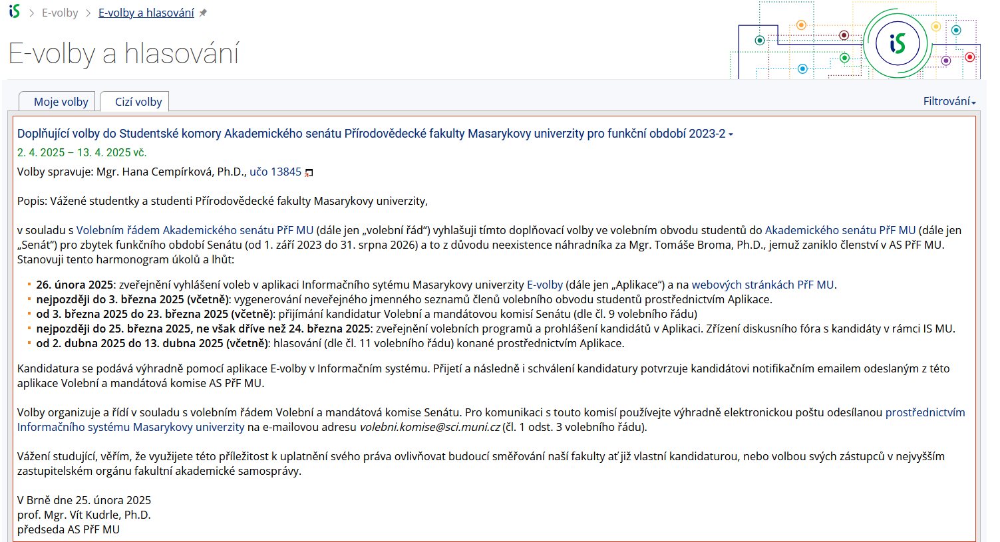 iS > E-volby > E-volby a hlasování
E-volby a hlasování
iS
Moje volby
Cizí volby
Filtrování
Doplňující volby do Studentské komory Akademického senátu Přírodovědecké fakulty Masarykovy univerzity pro funkční období 2023-2
2. 4. 2025 – 13. 4. 2025 vč.
Volby spravuje: Mgr. Hana Cempírková, Ph.D., učo 13845
Popis: Vážené studentky a studenti Přírodovědecké fakulty Masarykovy univerzity,
v souladu s Volebním řádem Akademického senátu PřF MU (dále jen „volební řád“) vyhlašuji tímto doplňovací volby ve volebním obvodu studentů do Akademického senátu PřF MU (dále jen
„Senát“) pro zbytek funkčního období Senátu (od 1. září 2023 do 31. srpna 2026) a to z důvodu neexistence náhradníka za Mgr. Tomáše Broma, Ph.D., jemuž zaniklo členství v AS PřF MU.
Stanovuji tento harmonogram úkolů a lhůt:
26. února 2025: zveřejnění vyhlášení voleb v aplikaci Informačního sytému Masarykovy univerzity E-volby (dále jen „Aplikace“) a na webových stránkách PřF MU.
nejpozději do 3. března 2025 (včetně): vygenerování neveřejného jmenného seznamů členů volebního obvodu studentů prostřednictvím Aplikace.
od 3. března 2025 do 23. března 2025 (včetně): přijímání kandidatur Volební a mandátovou komisí Senátu (dle čl. 9 volebního řádu)
nejpozději do 25. března 2025, ne však dříve než 24. března 2025: zveřejnění volebních programů a prohlášení kandidátů v Aplikaci. Zřízení diskusního fóra s kandidáty v rámci IS MU.
od 2. dubna 2025 do 13. dubna 2025 (včetně): hlasování (dle čl. 11 volebního řádu) konané prostřednictvím Aplikace.
Kandidatura se podává výhradně pomocí aplikace E-volby v Informačním systému. Přijetí a následně i schválení kandidatury potvrzuje kandidátovi notifikačním emailem odeslaným z této
aplikace Volební a mandátová komise AS PřF MU.
Volby organizuje a řídí v souladu s volebním řádem Volební a mandátová komise Senátu. Pro komunikaci s touto komisí používejte výhradně elektronickou poštu odesílanou prostřednictvím
Informačního systému Masarykovy univerzity na e-mailovou adresu volebni.komise@sci.muni.cz (čl. 1 odst. 3 volebního řádu).
Vážení studující, věřím, že využijete této příležitost k uplatnění svého práva ovlivňovat budoucí směřování naší fakulty ať již vlastní kandidaturou, nebo volbou svých zástupců v nejvyšším
zastupitelském orgánu fakultní akademické samosprávy.
V Brně dne 25. února 2025
prof. Mgr. Vít Kudrle, Ph.D.
předseda AS PřF MU